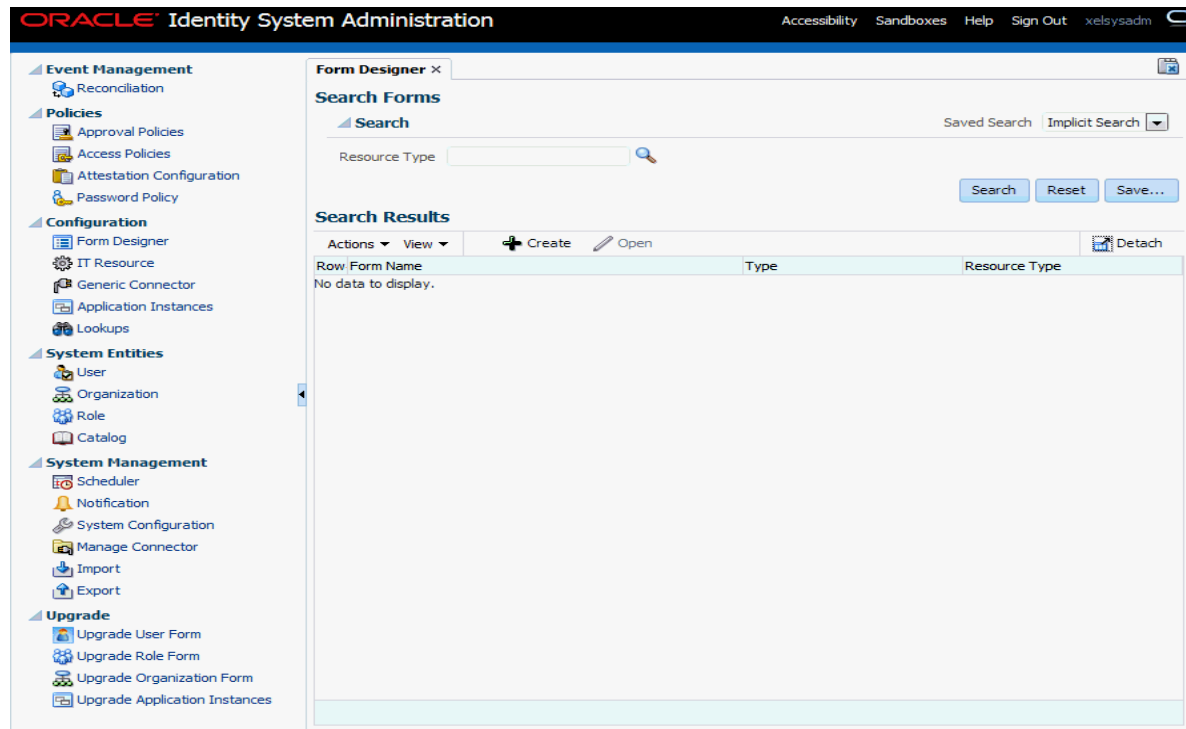 ORACLE Identity System Administration
Accessibility Sandboxes Help Sign Out xelsysadm
Event Management
Reconciliation
Policies
Approval Policies
Access Policies
Attestation Configuration
Password Policy
Configuration
Form Designer
IT Resource
Generic Connector
Application Instances
Lookups
System Entities
User
Organization
Role
Catalog
System Management
Scheduler
Notification
System Configuration
Manage Connector
Import
Export
Upgrade
Upgrade User Form
Upgrade Role Form
Upgrade Organization Form
Upgrade Application Instances
Form Designer ×
Search Forms
Search
Saved Search Implicit Search
Resource Type
Search Reset Save...
Search Results
Actions View Create Open Detach
Row Form Name Type Resource Type
No data to display.